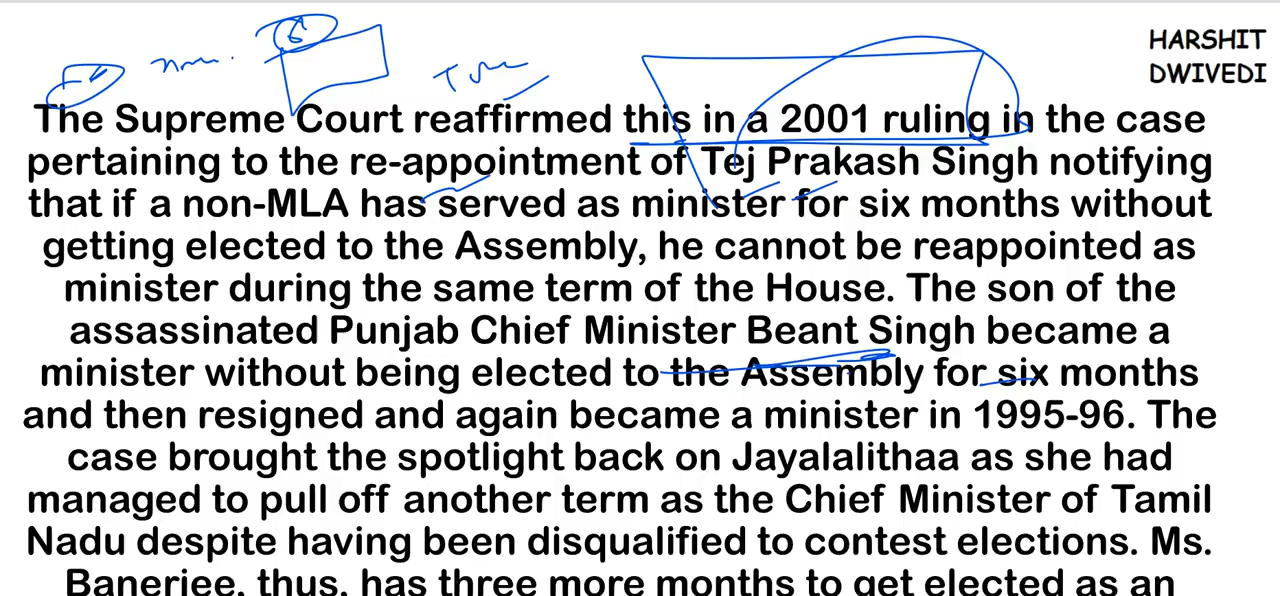 HARSHIT
DWIVEDI
The Supreme Court reaffirmed this in a 2001 ruling in the case
pertaining to the re-appointment of Tej Prakash Singh notifying
that if a non-MLA has served as minister for six months without
getting elected to the Assembly, he cannot be reappointed as
minister during the same term of the House. The son of the
assassinated Punjab Chief Minister Beant Singh became a
minister without being elected to the Assembly for six months
and then resigned and again became a minister in 1995-96. The
case brought the spotlight back on Jayalalithaa as she had
managed to pull off another term as the Chief Minister of Tamil
Nadu despite having been disqualified to contest elections. Ms.
Banerjee, thus, has three more months to get elected as an